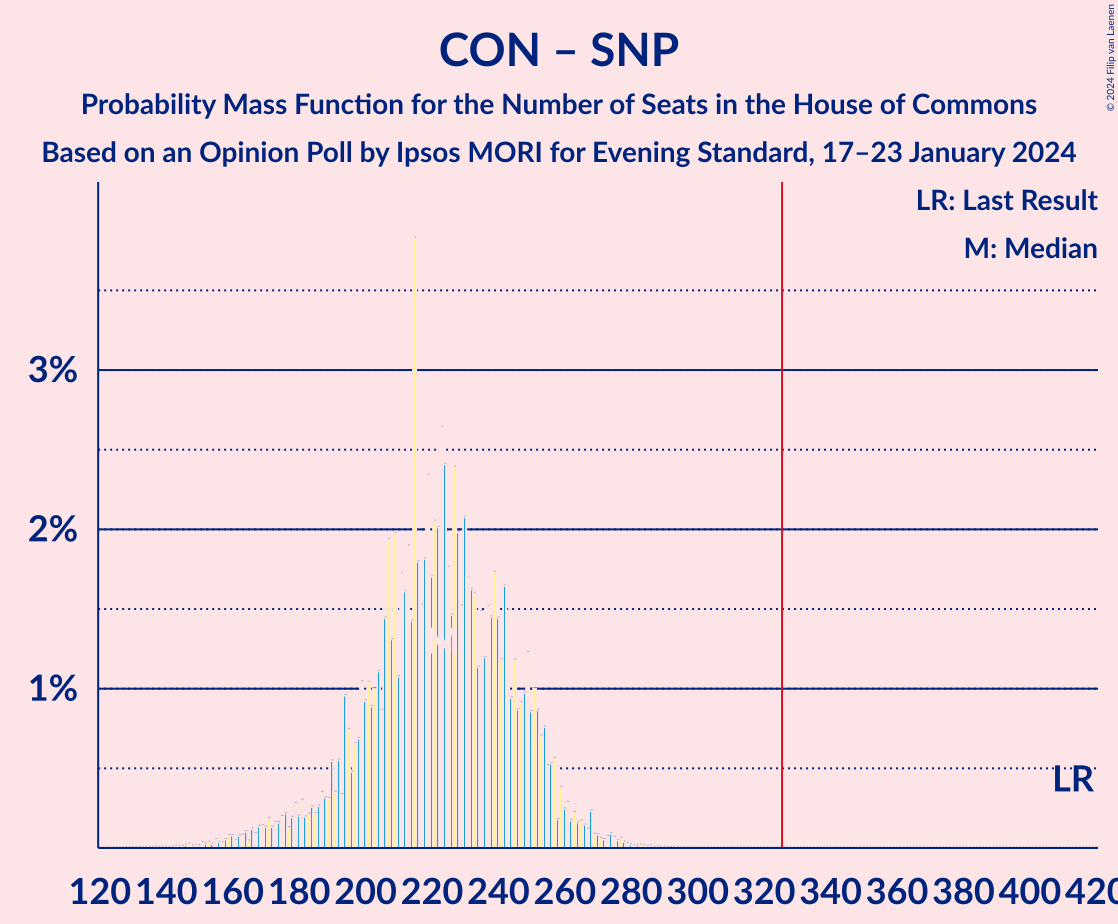 CON – SNP
Probability Mass Function for the Number of Seats in the House of Commons
Based on an Opinion Poll by Ipsos MORI for Evening Standard, 17–23 January 2024
© 2024 Filip van Laenen
LR: Last Result
M: Median
3%
2%
1%
LR
120 140 160 180 200 220 240 260 280 300 320 340 360 380 400 420